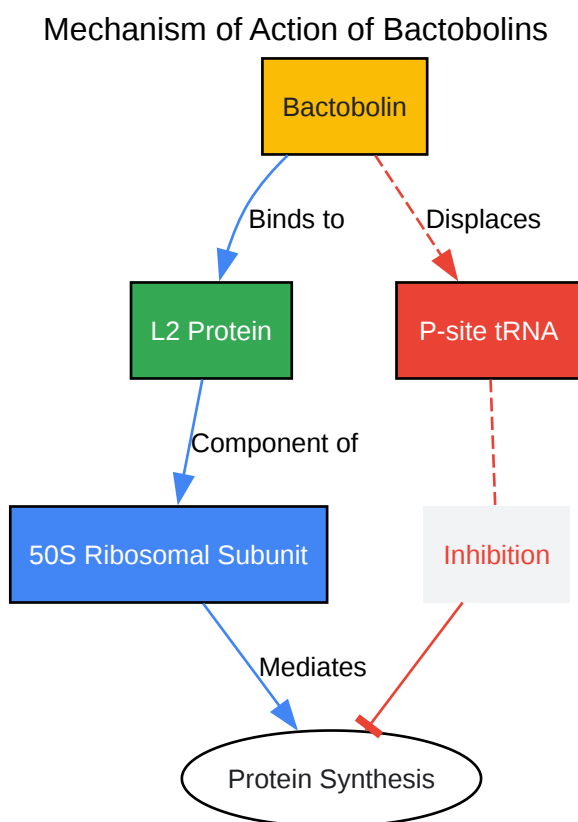 Mechanism of Action of Bactobolins
Bactobolin
Binds to
Displaces
L2 Protein
P-site tRNA
Component of
50S Ribosomal Subunit
Inhibition
Mediates
Protein Synthesis